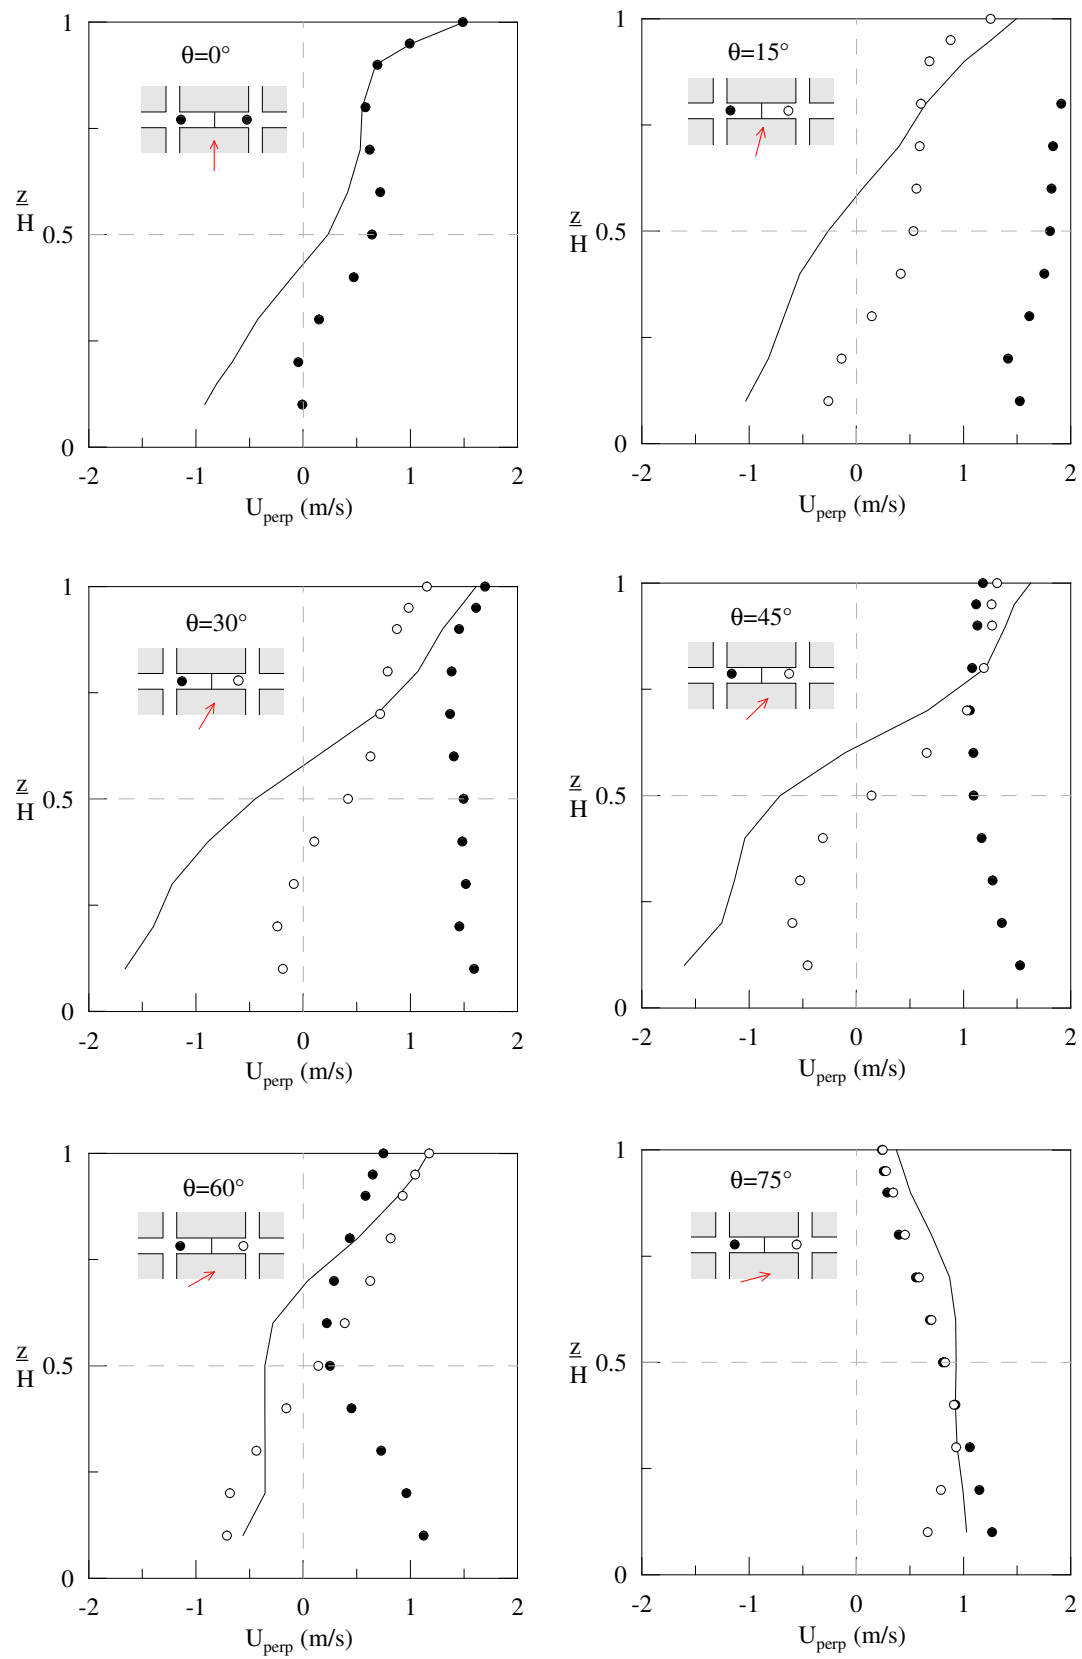 1
θ=0°
z
H
0.5
0
-2 -1 0 1 2
Uperp (m/s)
1
θ=15°
z
H
0.5
0
-2 -1 0 1 2
Uperp (m/s)
1
θ=30°
z
H
0.5
0
-2 -1 0 1 2
Uperp (m/s)
1
θ=45°
z
H
0.5
0
-2 -1 0 1 2
Uperp (m/s)
1
θ=60°
z
H
0.5
0
-2 -1 0 1 2
Uperp (m/s)
1
θ=75°
z
H
0.5
0
-2 -1 0 1 2
Uperp (m/s)